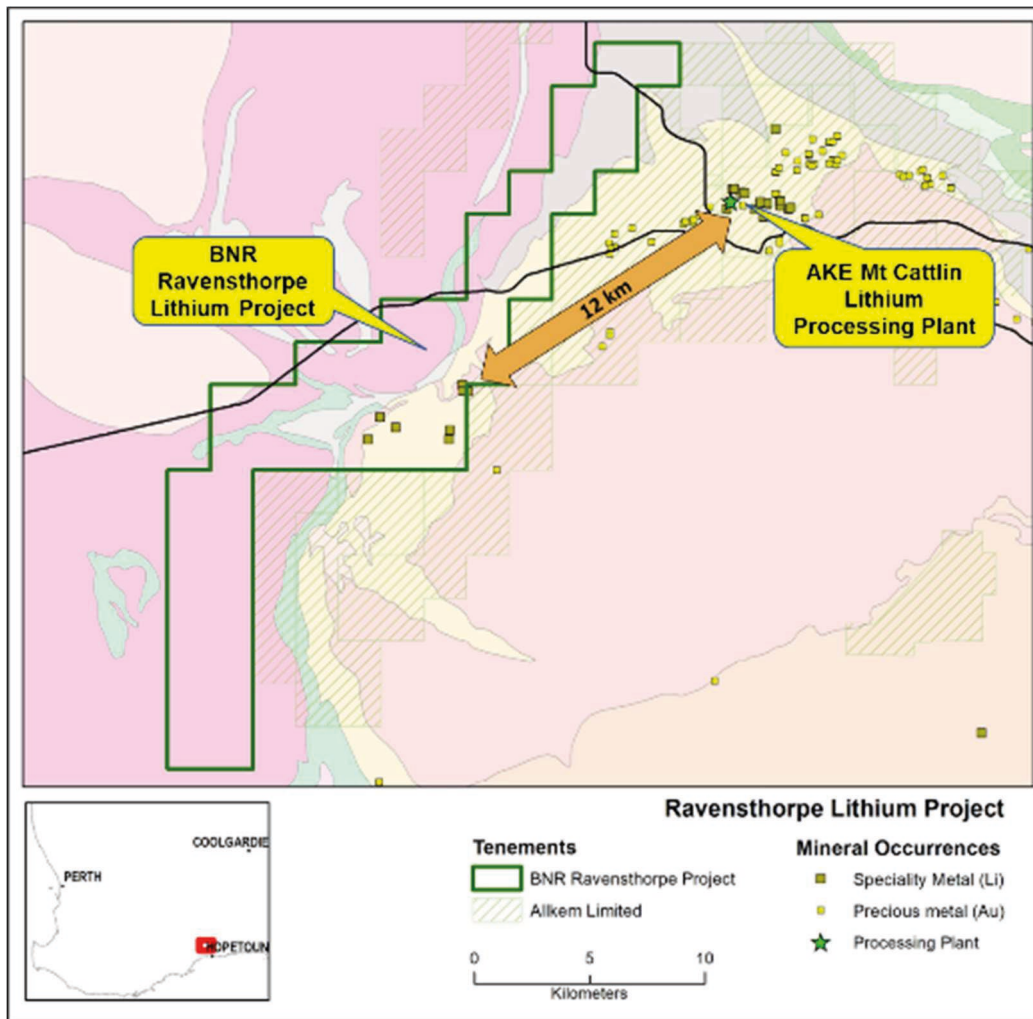 BNR
Ravensthorpe
Lithium Project
12 km
AKE Mt Cattlin
Lithium
Processing Plant
Ravensthorpe Lithium Project
Tenements
BNR Ravensthorpe Project
Allkem Limited
0 5 10
Kilometers
Mineral Occurrences
Speciality Metal (Li)
Precious metal (Au)
Processing Plant
COOLGARDIE
PERTH
HOPETOUN